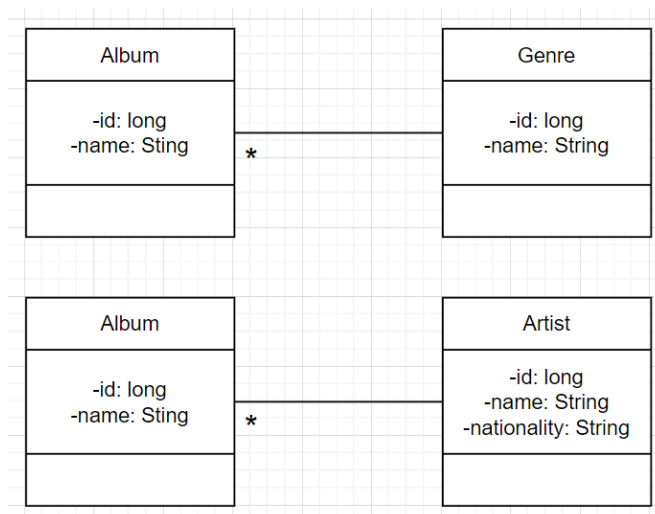 Album
Genre
-id: long
-name: Sting
-id: long
-name: String
*
Album
Artist
-id: long
-name: Sting
-id: long
-name: String
-nationality: String
*